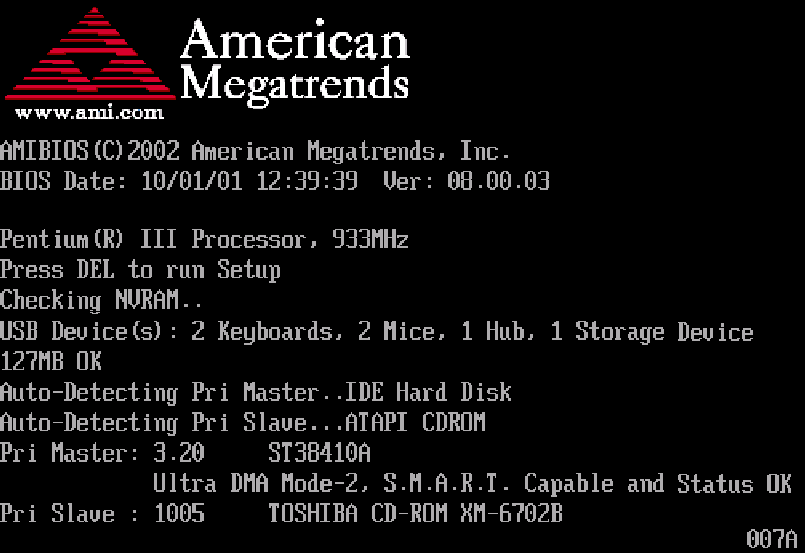 American
Megatrends
www.ami.com
AMIBIOS(C)2002 American Megatrends, Inc.
BIOS Date: 10/01/01 12:39:39 Ver: 08.00.03
Pentium(R) III Processor, 933MHz
Press DEL to run Setup
Checking NVRAM..
USB Device(s): 2 Keyboards, 2 Mice, 1 Hub, 1 Storage Device
127MB OK
Auto-Detecting Pri Master..IDE Hard Disk
Auto-Detecting Pri Slave...ATAPI CDROM
Pri Master: 3.20 ST38410A
Ultra DMA Mode-2, S.M.A.R.T. Capable and Status OK
Pri Slave : 1005 TOSHIBA CD-ROM XM-6702B
007A